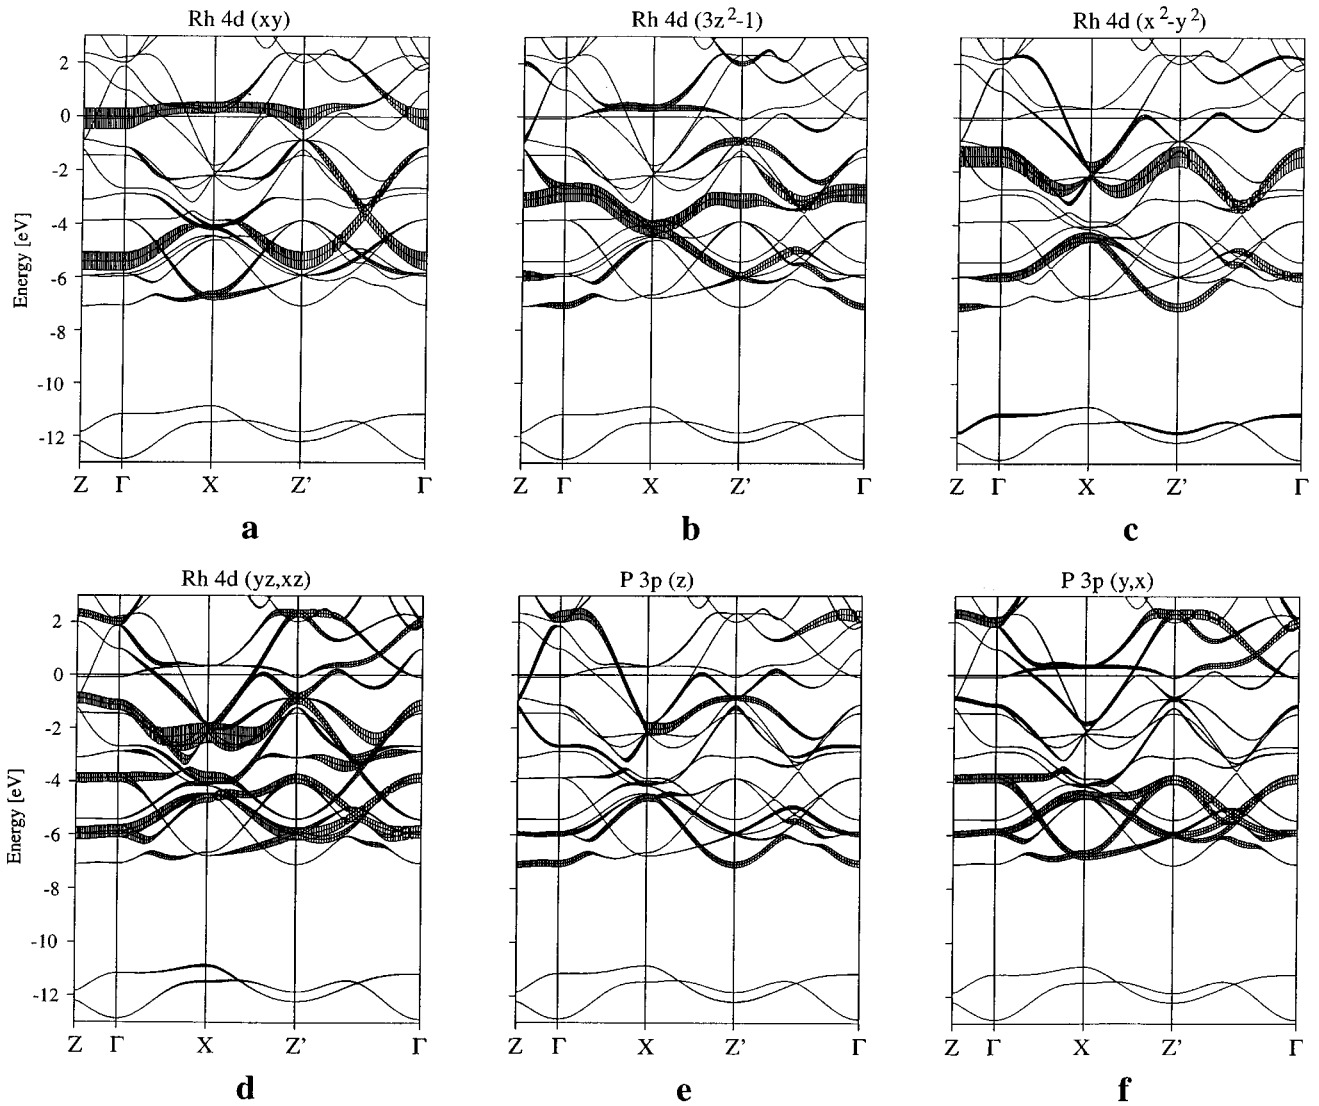 Rh 4d (xy)
Rh 4d (3z²-1)
Rh 4d (x²-y²)
Energy [eV]
2
0
-2
-4
-6
-8
-10
-12
Z Γ X Z' Γ
Z Γ X Z' Γ
Z Γ X Z' Γ
a
b
c
Rh 4d (yz,xz)
P 3p (z)
P 3p (y,x)
Energy [eV]
2
0
-2
-4
-6
-8
-10
-12
Z Γ X Z' Γ
Z Γ X Z' Γ
Z Γ X Z' Γ
d
e
f